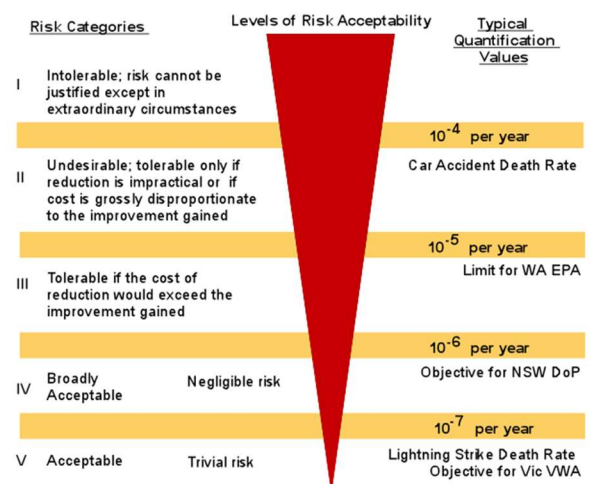 Levels of Risk Acceptability
Risk Categories
Typical
Quantification
Values
I
Intolerable; risk cannot be
justified except in
extraordinary circumstances
10-4 per year
II
Undesirable; tolerable only if
reduction is impractical or if
cost is grossly disproportionate
to the improvement gained
Car Accident Death Rate
10-5 per year
Limit for WA EPA
III
Tolerable if the cost of
reduction would exceed the
improvement gained
10-6 per year
Objective for NSW DoP
IV
Broadly
Acceptable
Negligible risk
10-7 per year
V
Acceptable
Trivial risk
Lightning Strike Death Rate
Objective for Vic VWA